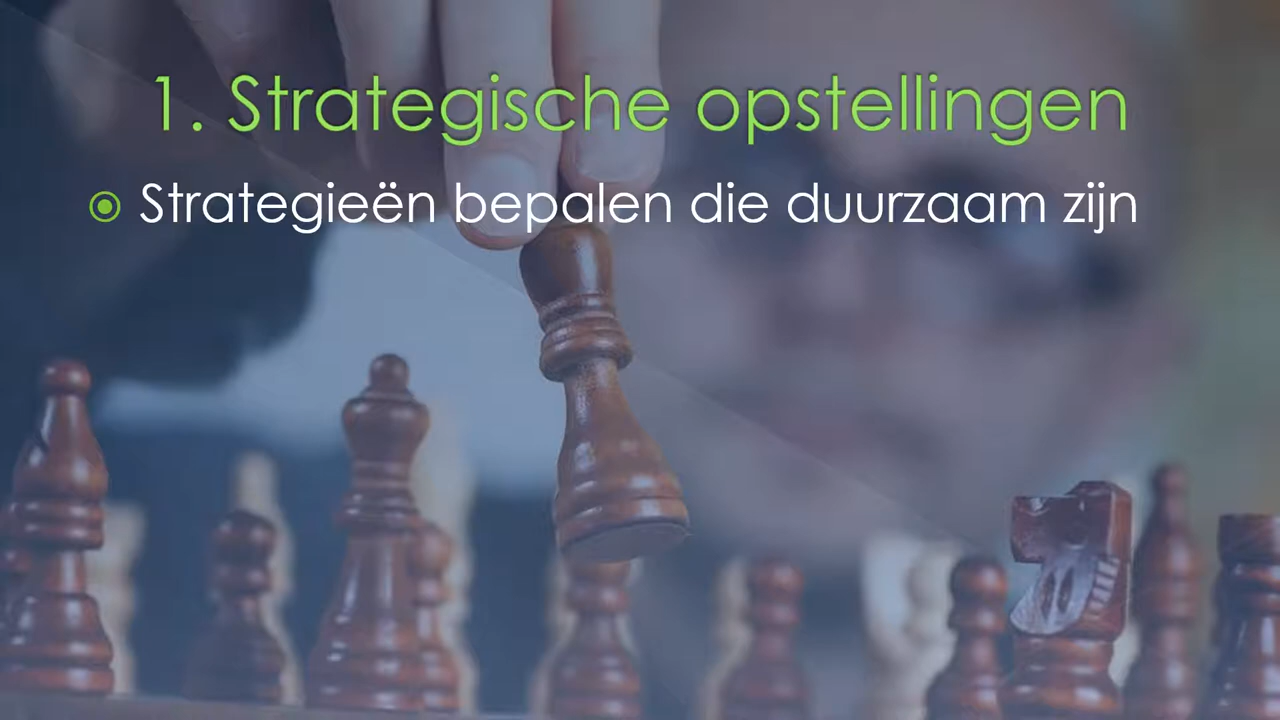 1. Strategische opstellingen
Strategieën bepalen die duurzaam zijn